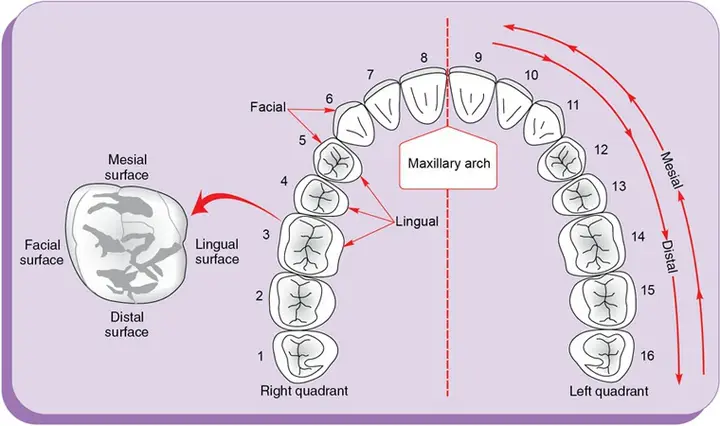 8
9
7
10
6
11
Facial
5
12
Maxillary arch
Mesial
surface
4
13
Mesial
Lingual
3
14
Facial
surface
Lingual
surface
Distal
Distal
surface
2
15
1
16
Right quadrant
Left quadrant